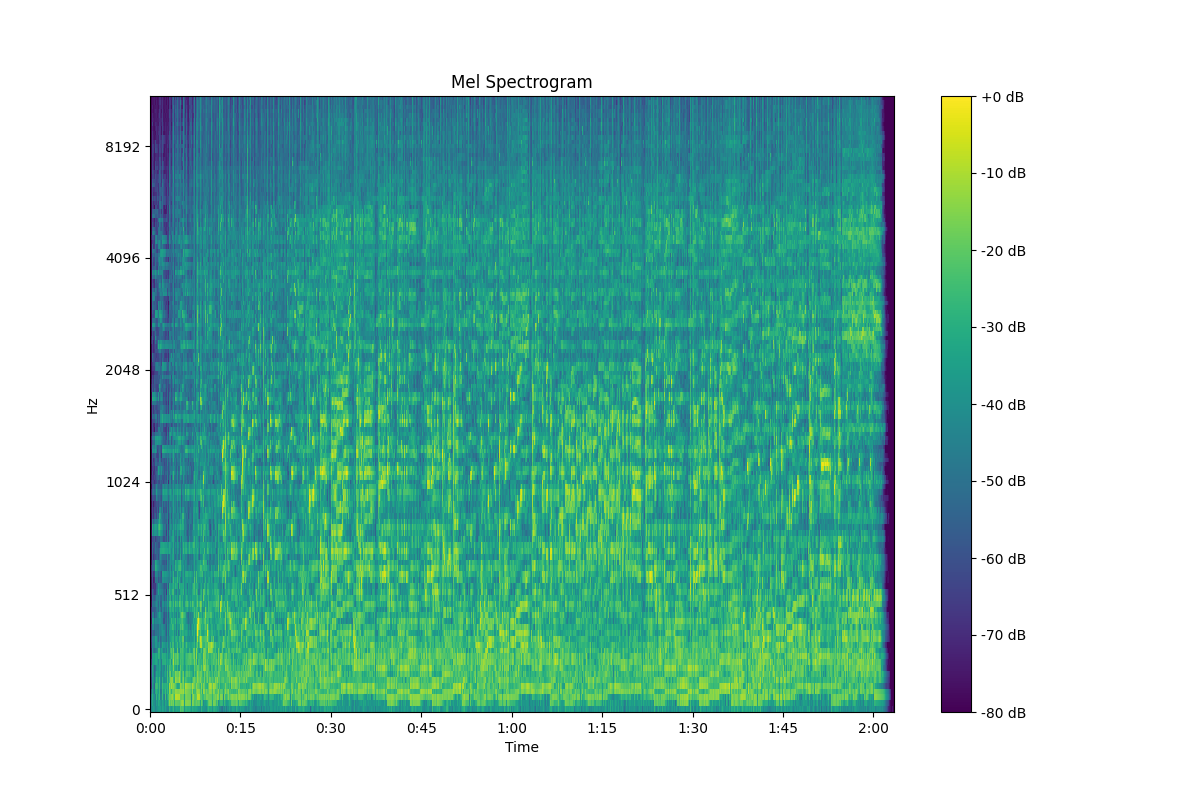 Mel Spectrogram
+0 dB
8192
-10 dB
-20 dB
4096
-30 dB
2048
-40 dB
Hz
1024
-50 dB
-60 dB
512
-70 dB
0
-80 dB
0:00
0:15
0:30
0:45
1:00
1:15
1:30
1:45
2:00
Time